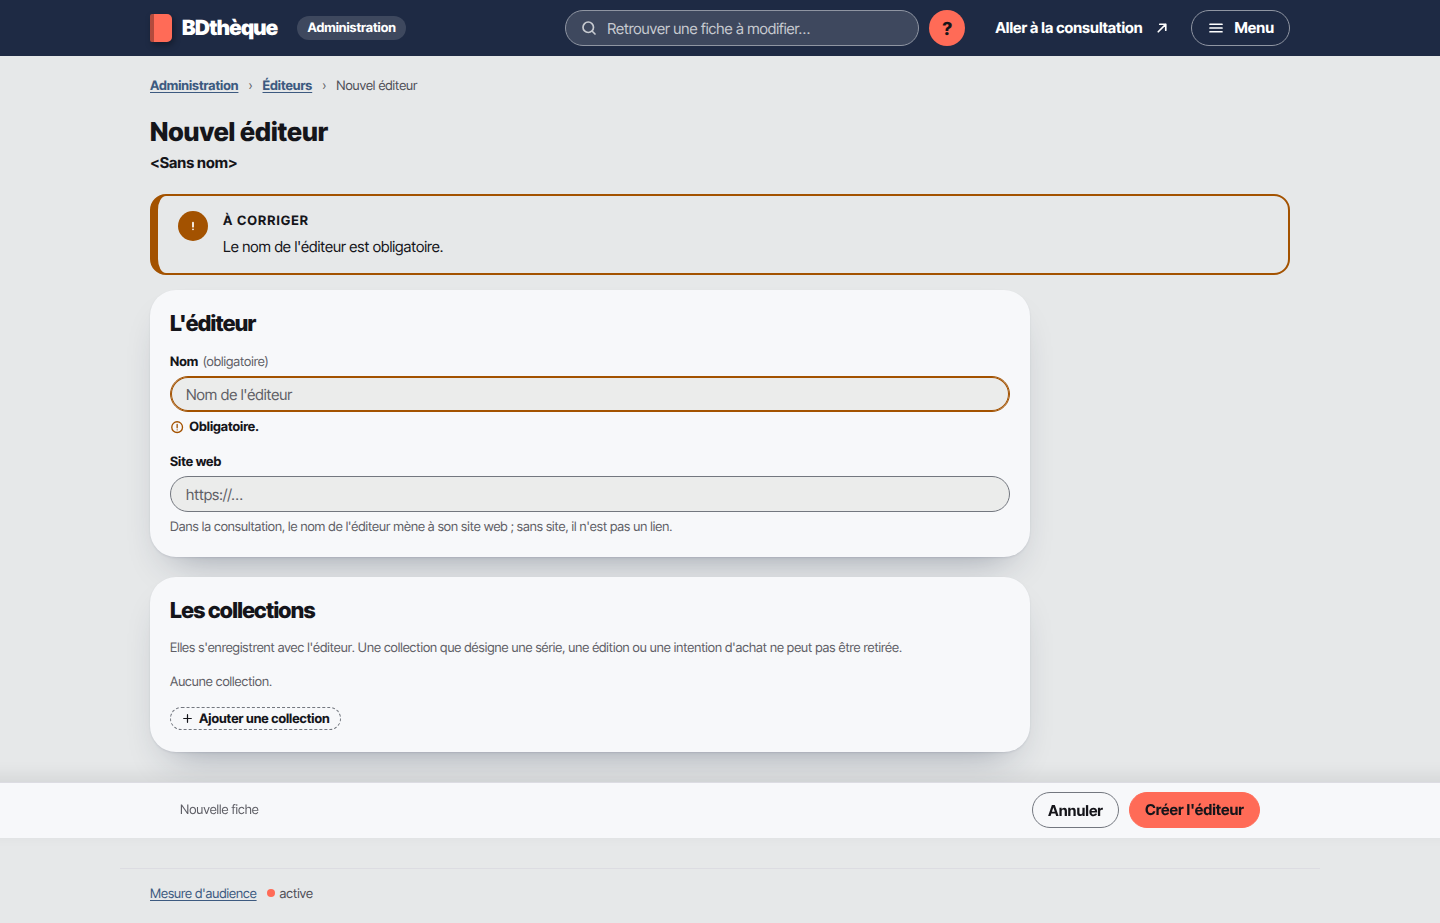 BDthèque
Administration
Retrouver une fiche à modifier...
?
Aller à la consultation
Menu
Administration › Éditeurs › Nouvel éditeur
Nouvel éditeur
<Sans nom>
À CORRIGER
Le nom de l'éditeur est obligatoire.
L'éditeur
Nom (obligatoire)
Nom de l'éditeur
Obligatoire.
Site web
https://...
Dans la consultation, le nom de l'éditeur mène à son site web ; sans site, il n'est pas un lien.
Les collections
Elles s'enregistrent avec l'éditeur. Une collection que désigne une série, une édition ou une intention d'achat ne peut pas être retirée.
Aucune collection.
Ajouter une collection
Nouvelle fiche
Annuler
Créer l'éditeur
Mesure d'audience
active